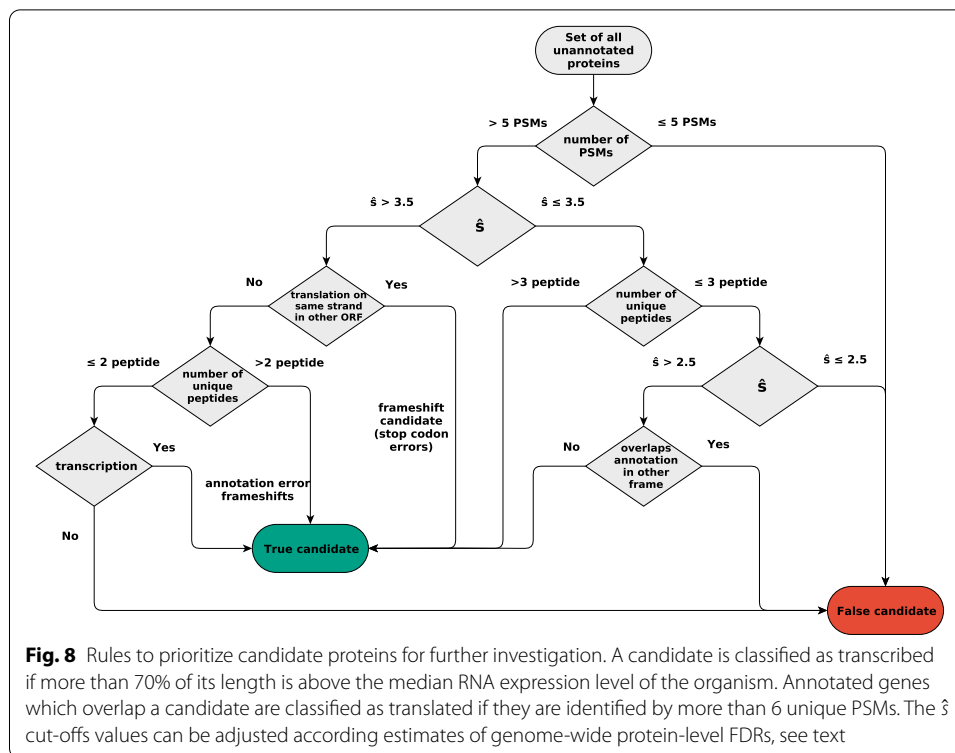 Set of all
unannotated
proteins
> 5 PSMs
≤ 5 PSMs
number of
PSMs
ŝ > 3.5
ŝ ≤ 3.5
ŝ
No
translation on
same strand
in other ORF
Yes
>3 peptide
number of
unique
peptides
≤ 3 peptide
≤ 2 peptide
number of
unique
peptides
>2 peptide
ŝ > 2.5
ŝ
ŝ ≤ 2.5
frameshift
candidate
(stop codon
errors)
transcription
Yes
No
overlaps
annotation
in other
frame
Yes
annotation error
frameshifts
No
True candidate
False candidate
Fig. 8 Rules to prioritize candidate proteins for further investigation. A candidate is classified as transcribed
if more than 70% of its length is above the median RNA expression level of the organism. Annotated genes
which overlap a candidate are classified as translated if they are identified by more than 6 unique PSMs. The ŝ
cut-offs values can be adjusted according estimates of genome-wide protein-level FDRs, see text